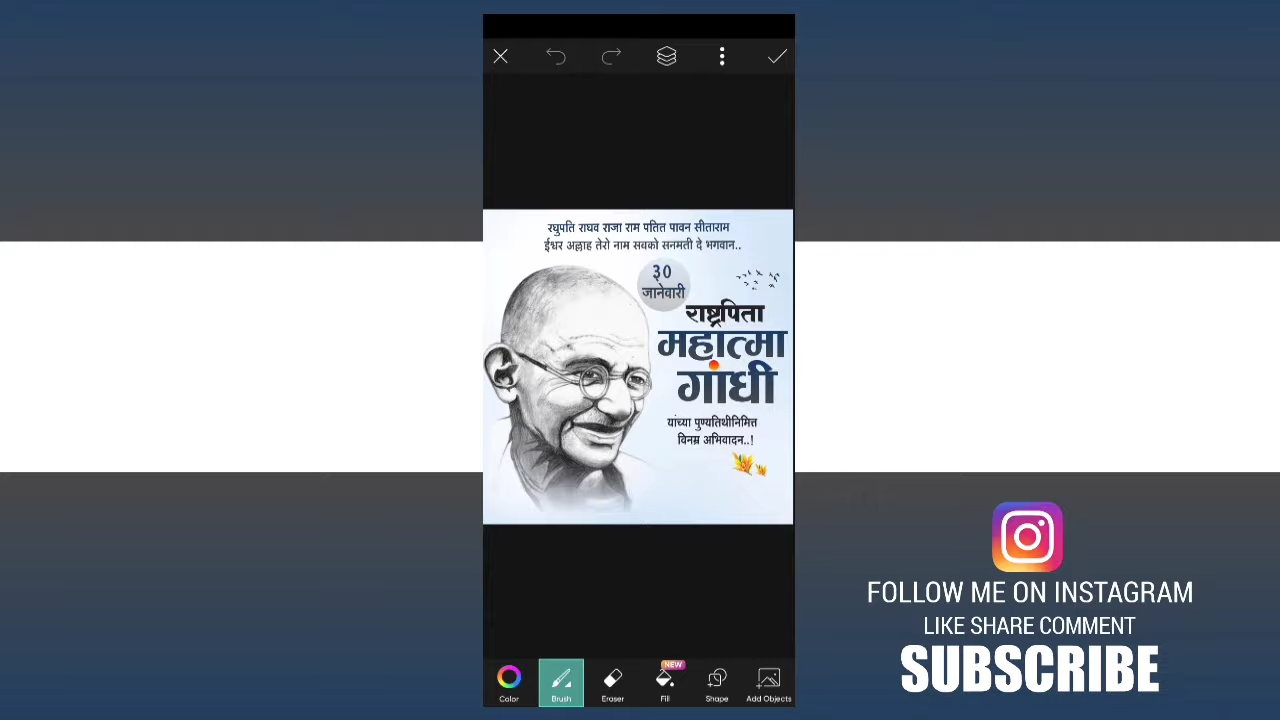 रघुपति राघव राजा राम पतित पावन सीताराम
ईश्वर अल्लाह तेरो नाम सबको सनमती दे भगवान..
३०
जानेवारी
राष्ट्रपिता
महात्मा
गांधी
यांच्या पुण्यतिथीनिमित्त
विनम्र अभिवादन..!
FOLLOW ME ON INSTAGRAM
LIKE SHARE COMMENT
SUBSCRIBE
NEW
Color Brush Eraser Fill Shape Add Objects